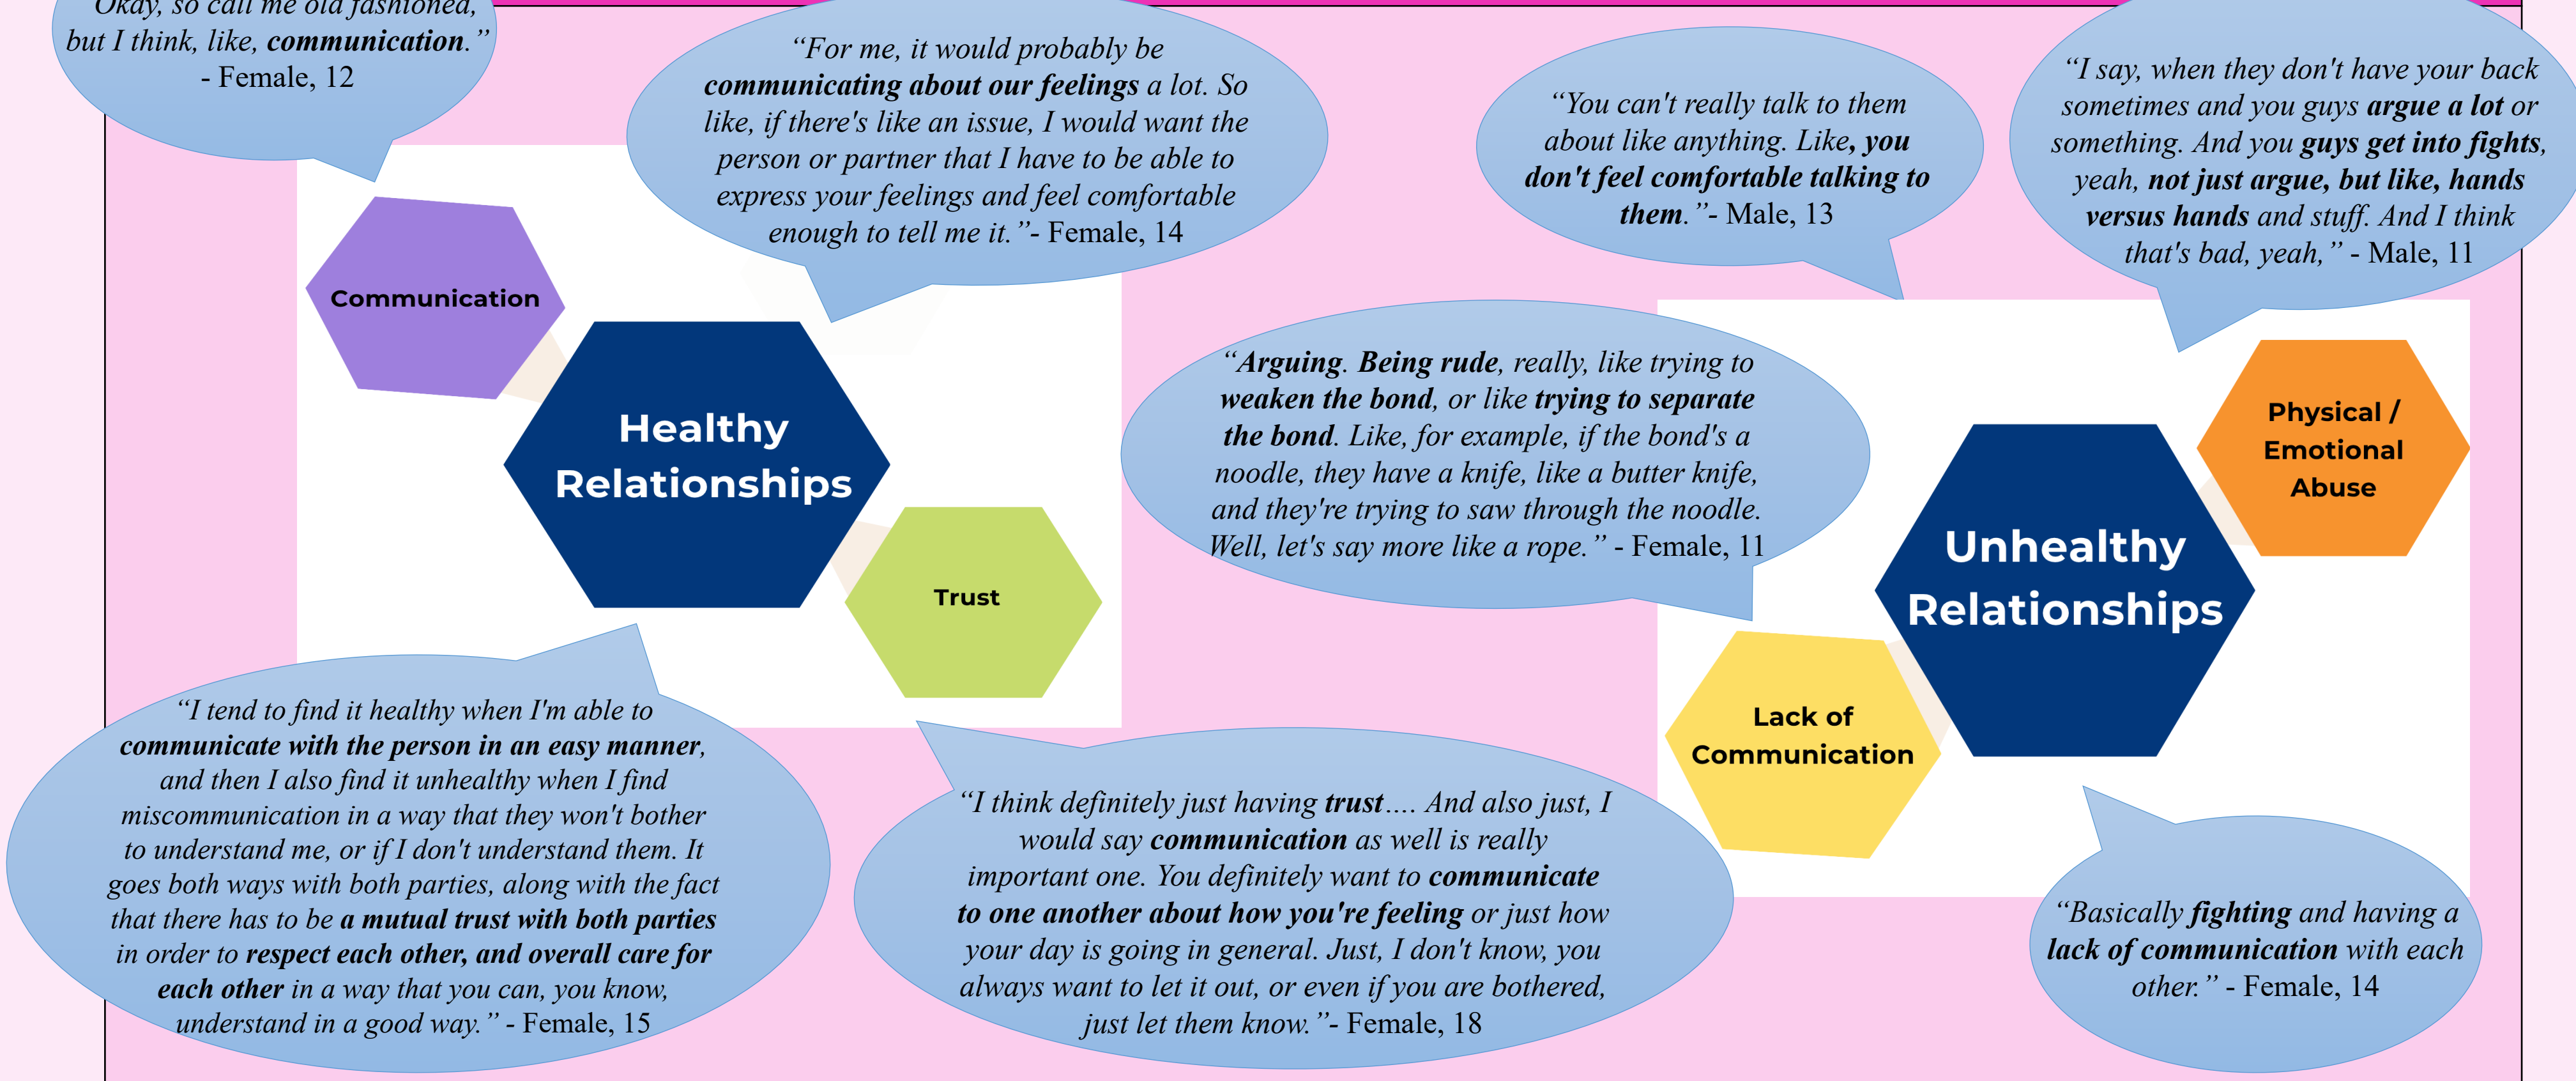 Okay, so call me old fashioned,
but I think, like, communication.”
- Female, 12
“For me, it would probably be
communicating about our feelings a lot. So
like, if there's like an issue, I would want the
person or partner that I have to be able to
express your feelings and feel comfortable
enough to tell me it.”- Female, 14
Communication
Healthy
Relationships
Trust
“I tend to find it healthy when I'm able to
communicate with the person in an easy manner,
and then I also find it unhealthy when I find
miscommunication in a way that they won't bother
to understand me, or if I don't understand them. It
goes both ways with both parties, along with the fact
that there has to be a mutual trust with both parties
in order to respect each other, and overall care for
each other in a way that you can, you know,
understand in a good way.” - Female, 15
“I think definitely just having trust…. And also just, I
would say communication as well is really
important one. You definitely want to communicate
to one another about how you're feeling or just how
your day is going in general. Just, I don't know, you
always want to let it out, or even if you are bothered,
just let them know.”- Female, 18
“You can't really talk to them
about like anything. Like, you
don't feel comfortable talking to
them.”- Male, 13
“I say, when they don't have your back
sometimes and you guys argue a lot or
something. And you guys get into fights,
yeah, not just argue, but like, hands
versus hands and stuff. And I think
that's bad, yeah,” - Male, 11
“Arguing. Being rude, really, like trying to
weaken the bond, or like trying to separate
the bond. Like, for example, if the bond's a
noodle, they have a knife, like a butter knife,
and they're trying to saw through the noodle.
Well, let's say more like a rope.” - Female, 11
Physical /
Emotional
Abuse
Unhealthy
Relationships
Lack of
Communication
“Basically fighting and having a
lack of communication with each
other.” - Female, 14